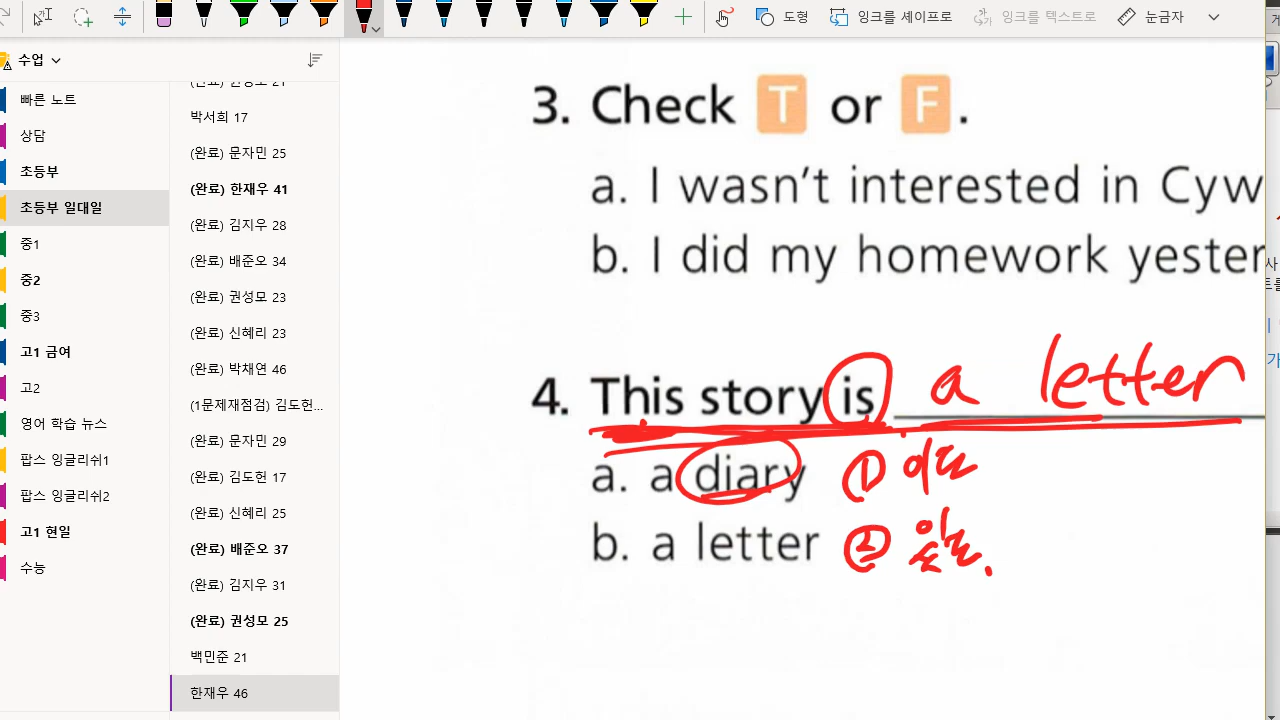 도형
잉크를 셰이프로
잉크를 텍스트로
눈금자
수업
빠른 노트
상담
초등부
초등부 일대일
중1
중2
중3
고1 금여
고2
영어 학습 뉴스
팝스 잉글리쉬1
팝스 잉글리쉬2
고1 현일
수능
박서희 17
(완료) 문자민 25
(완료) 한재우 41
(완료) 김지우 28
(완료) 배준오 34
(완료) 권성모 23
(완료) 신혜리 23
(완료) 박채연 46
(1문제재점검) 김도헌...
(완료) 문자민 29
(완료) 김도헌 17
(완료) 신혜리 25
(완료) 배준오 37
(완료) 김지우 31
(완료) 권성모 25
백민준 21
한재우 46
3. Check T or F.
a. I wasn't interested in Cyw
b. I did my homework yester
4. This story is a letter
a. a diary ①
b. a letter ②